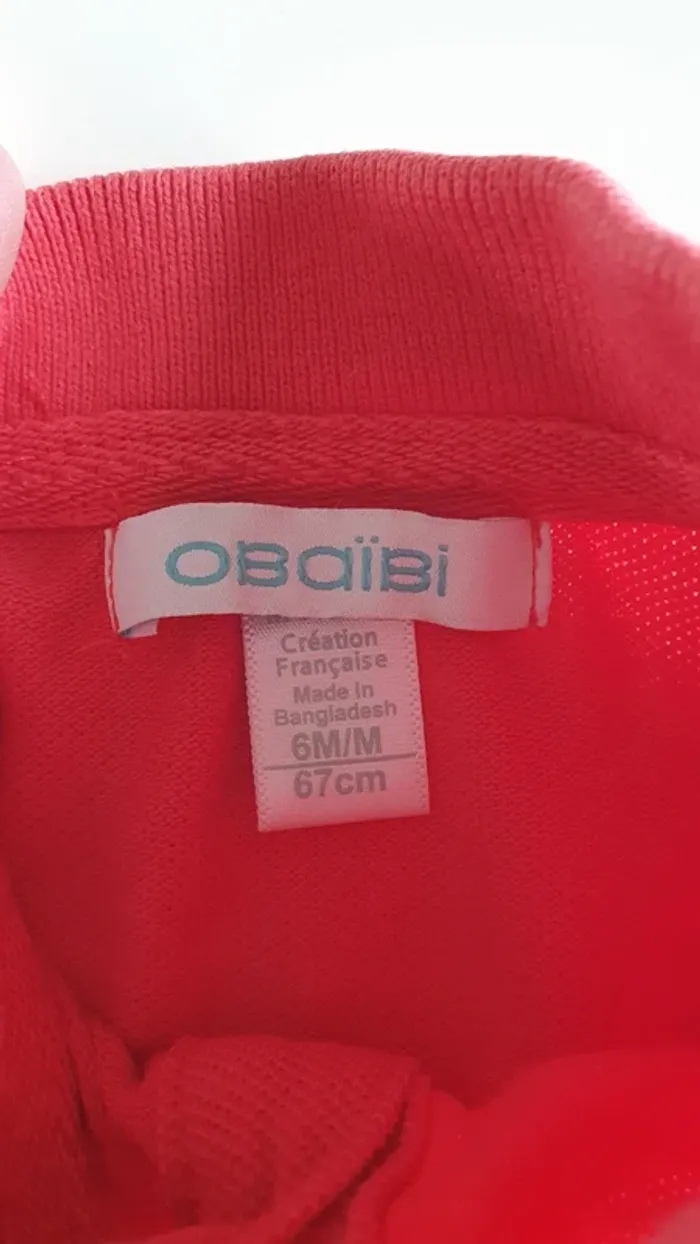 OBaïBi
Création
Française
Made In
Bangladesh
6M/M
67cm